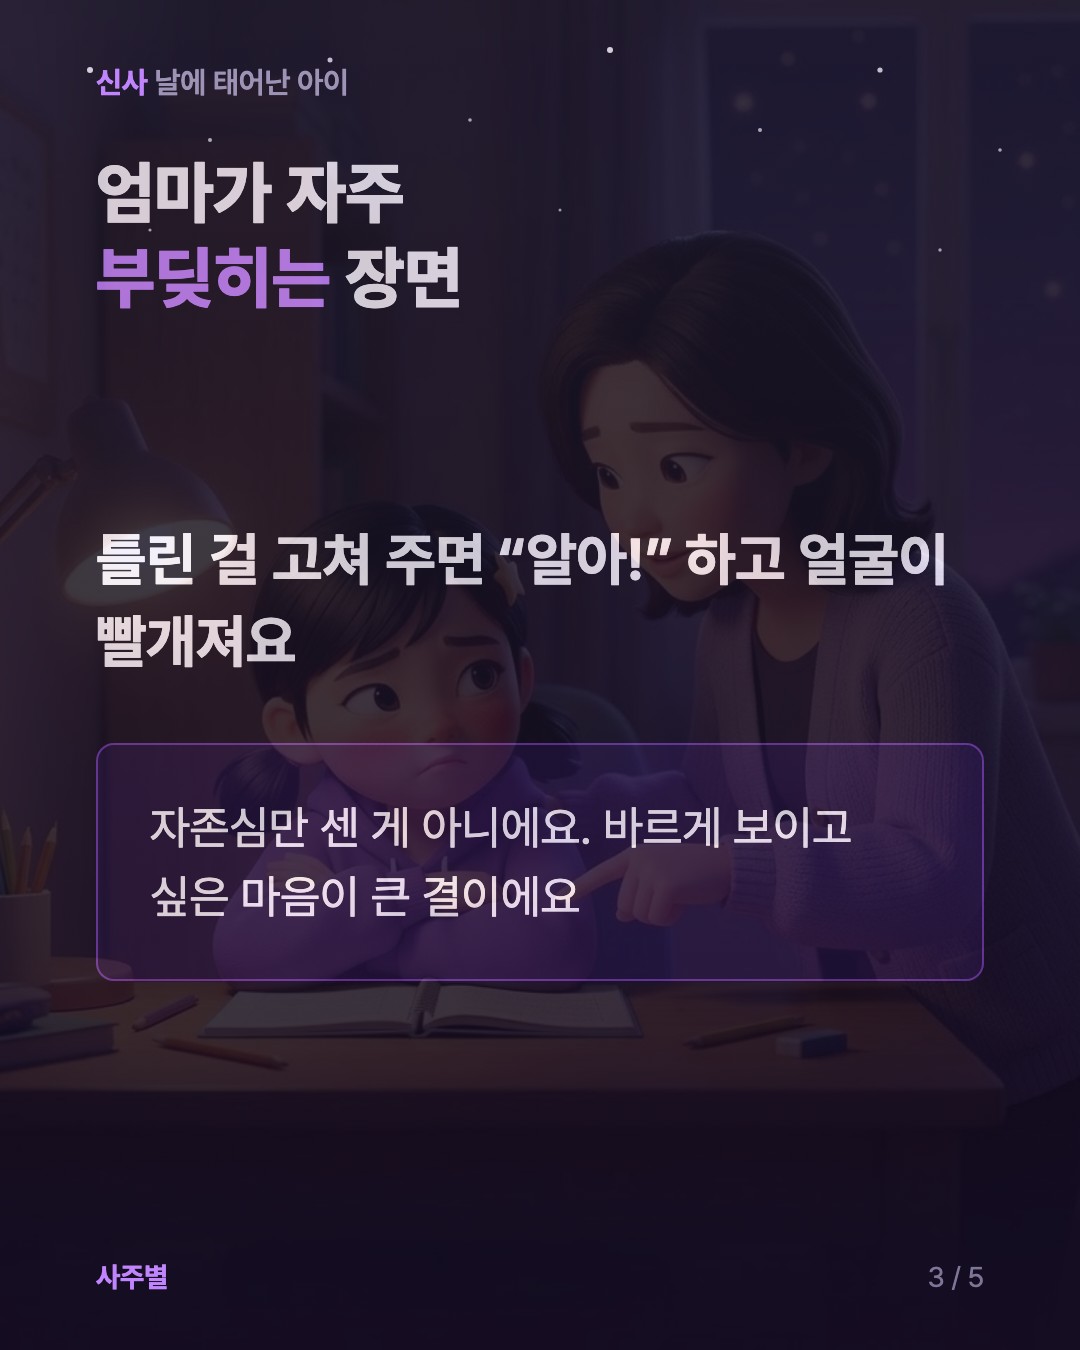 신사 날에 태어난 아이
엄마가 자주
부딪히는 장면
틀린 걸 고쳐 주면 “알아!” 하고 얼굴이
빨개져요
자존심만 센 게 아니에요. 바르게 보이고
싶은 마음이 큰 결이에요
사주별
3 / 5